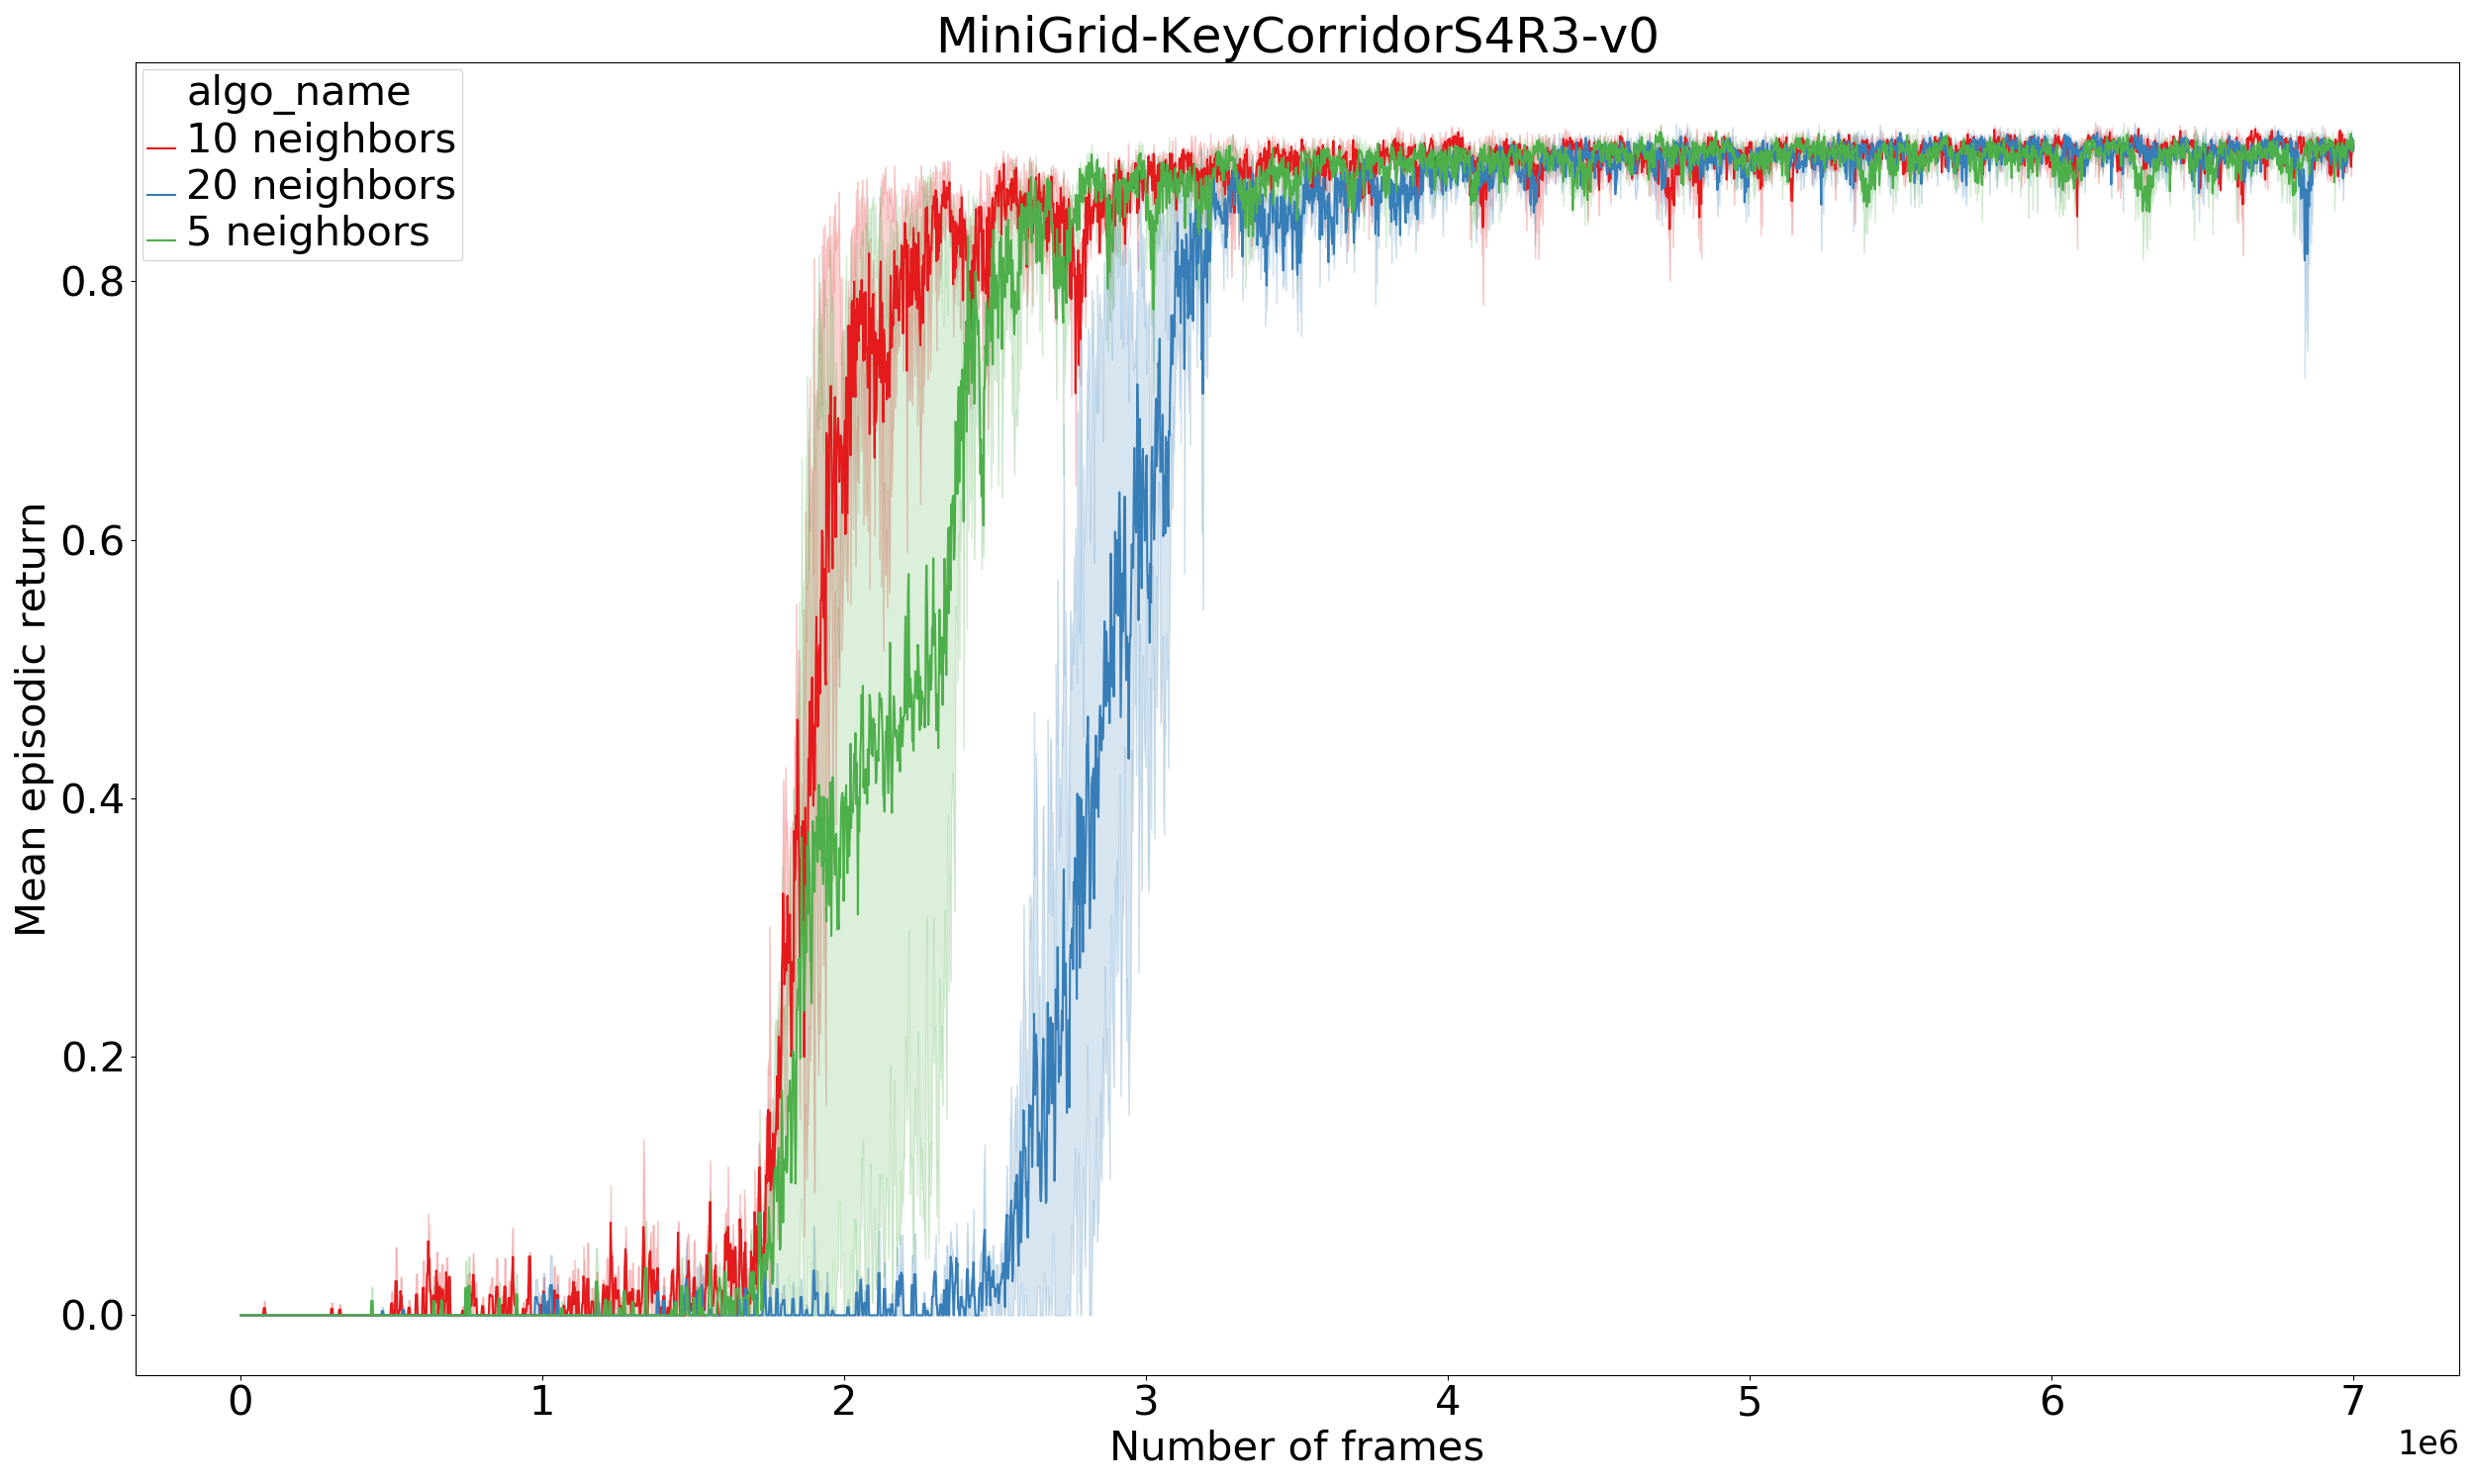 MiniGrid-KeyCorridorS4R3-v0
algo_name
10 neighbors
20 neighbors
5 neighbors
Mean episodic return
0.8
0.6
0.4
0.2
0.0
0 1 2 3 4 5 6 7
1e6
Number of frames